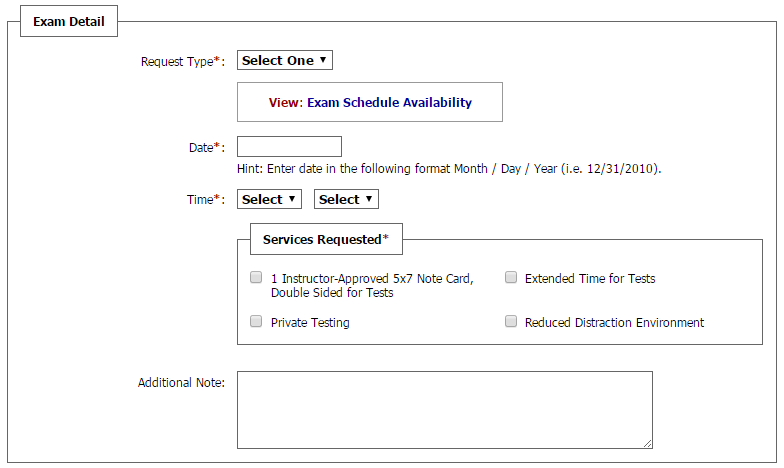 Exam Detail
Request Type*: Select One
View: Exam Schedule Availability
Date*:
Hint: Enter date in the following format Month / Day / Year (i.e. 12/31/2010).
Time*: Select Select
Services Requested*
1 Instructor-Approved 5x7 Note Card,
Double Sided for Tests
Extended Time for Tests
Private Testing
Reduced Distraction Environment
Additional Note: